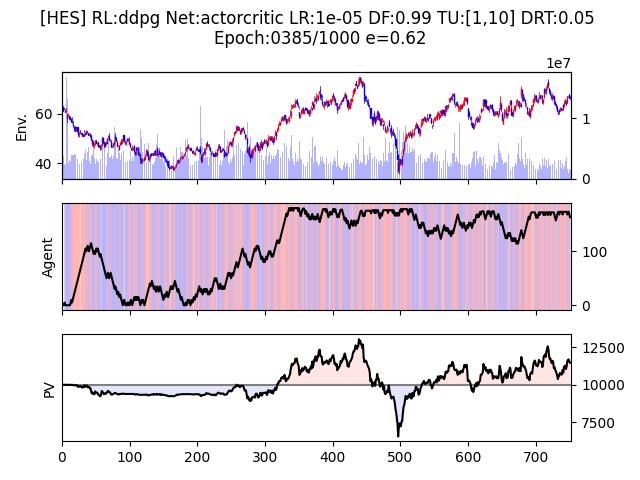 [HES] RL:ddpg Net:actorcritic LR:1e-05 DF:0.99 TU:[1,10] DRT:0.05
Epoch:0385/1000 e=0.62
1e7
Env.
60
40
1
0
Agent
100
0
PV
12500
10000
7500
0 100 200 300 400 500 600 700